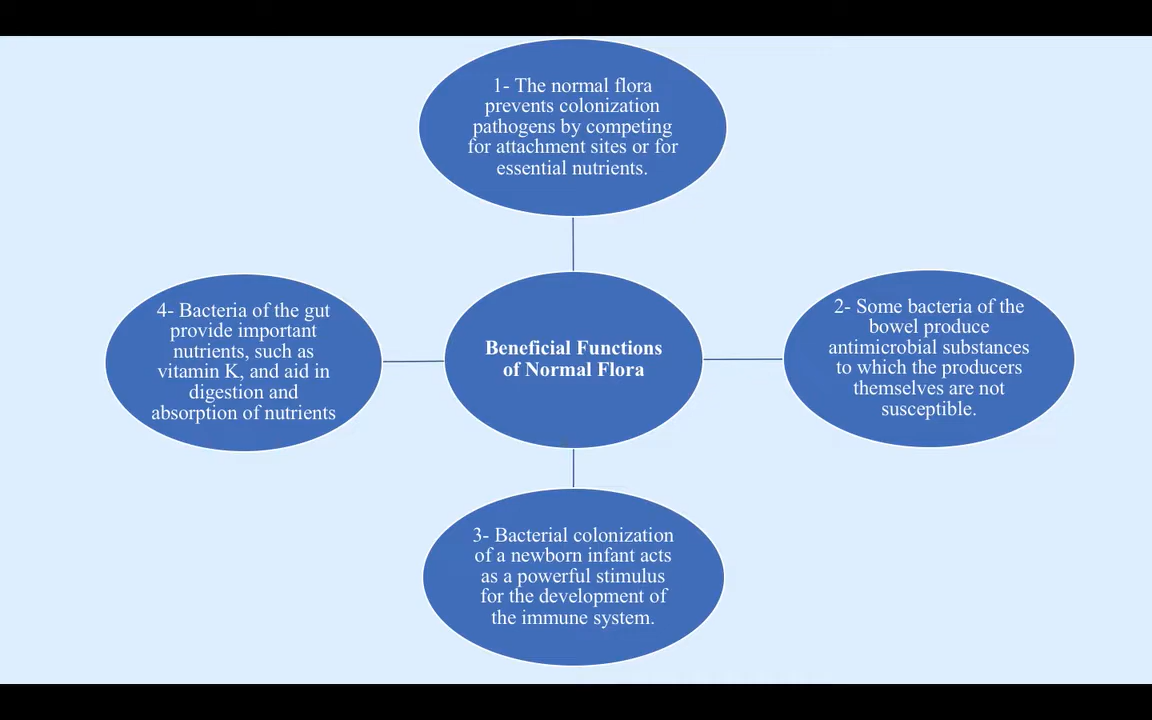 1- The normal flora
prevents colonization
pathogens by competing
for attachment sites or for
essential nutrients.
4- Bacteria of the gut
provide important
nutrients, such as
vitamin K, and aid in
digestion and
absorption of nutrients
Beneficial Functions
of Normal Flora
2- Some bacteria of the
bowel produce
antimicrobial substances
to which the producers
themselves are not
susceptible.
3- Bacterial colonization
of a newborn infant acts
as a powerful stimulus
for the development of
the immune system.